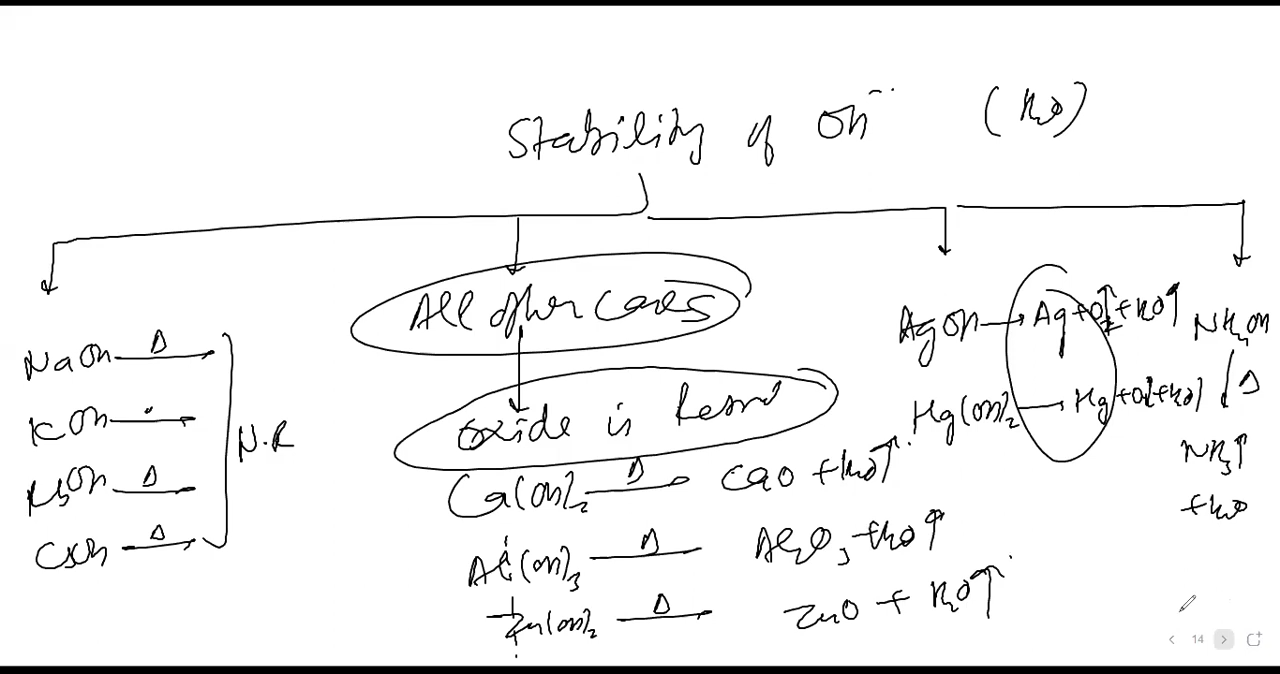 Stability of OH⁻ (H₂O)
All other cases
Oxide is
NaOH —Δ→
KOH →
RbOH —Δ→
CsOH —Δ→
N.R
Ca(OH)₂ —Δ→ CaO + H₂O↑
Al(OH)₃ —Δ→ Al₂O₃ + H₂O↑
Zn(OH)₂ —Δ→ ZnO + H₂O↑
AgOH → Ag + O₂↑ + H₂O↑
Hg(OH)₂ → Hg + O₂ + H₂O
NH₄OH
Δ
NH₃↑
+ H₂O
14